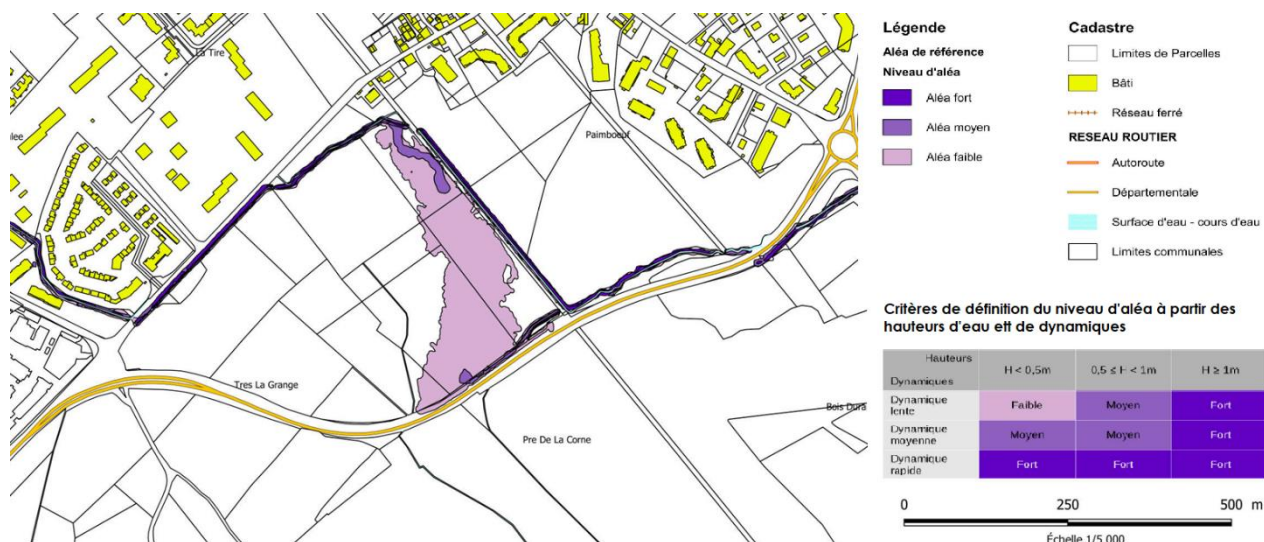 La Tire
ulee
Paimboeuf
Tres La Grange
Pre De La Corne
Bois Dura
Légende
Aléa de référence
Niveau d'aléa
Aléa fort
Aléa moyen
Aléa faible
Cadastre
Limites de Parcelles
Bâti
Réseau ferré
RESEAU ROUTIER
Autoroute
Départementale
Surface d'eau - cours d'eau
Limites communales
Critères de définition du niveau d'aléa à partir des
hauteurs d'eau ett de dynamiques
Hauteurs
Dynamiques
H < 0,5m
0,5 ≤ H < 1m
H ≥ 1m
Dynamique
lente
Faible
Moyen
Fort
Dynamique
moyenne
Moyen
Moyen
Fort
Dynamique
rapide
Fort
Fort
Fort
0
250
500 m
Échelle 1/5 000